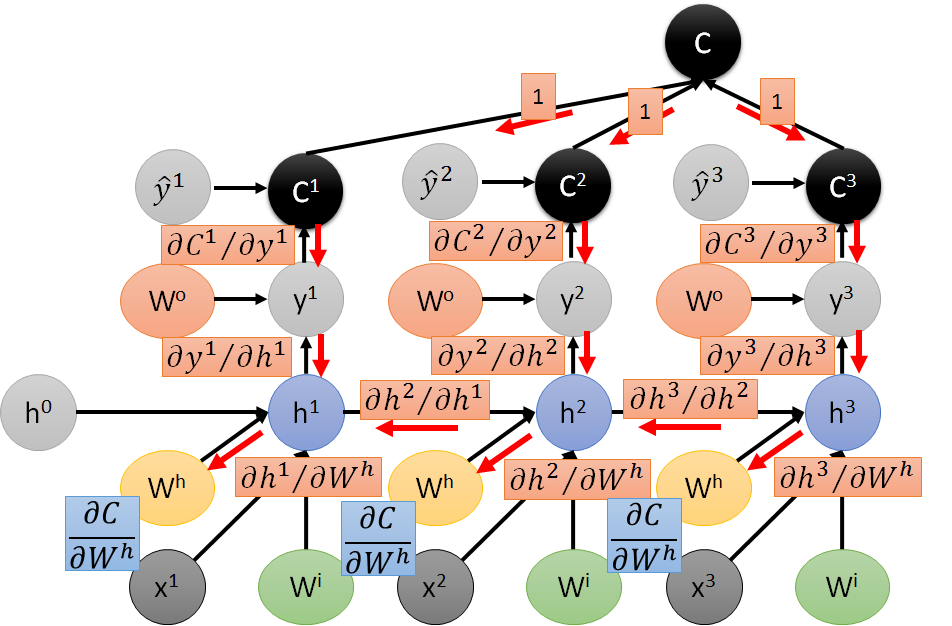 C
1 1 1
ŷ¹ C¹ ŷ² C² ŷ³ C³
∂C¹/∂y¹ ∂C²/∂y² ∂C³/∂y³
Wᵒ y¹ Wᵒ y² Wᵒ y³
∂y¹/∂h¹ ∂y²/∂h² ∂y³/∂h³
h⁰ h¹ ∂h²/∂h¹ h² ∂h³/∂h² h³
Wʰ ∂h¹/∂Wʰ Wʰ ∂h²/∂Wʰ Wʰ ∂h³/∂Wʰ
∂C ∂C ∂C
∂Wʰ ∂Wʰ ∂Wʰ
x¹ Wⁱ x² Wⁱ x³ Wⁱ